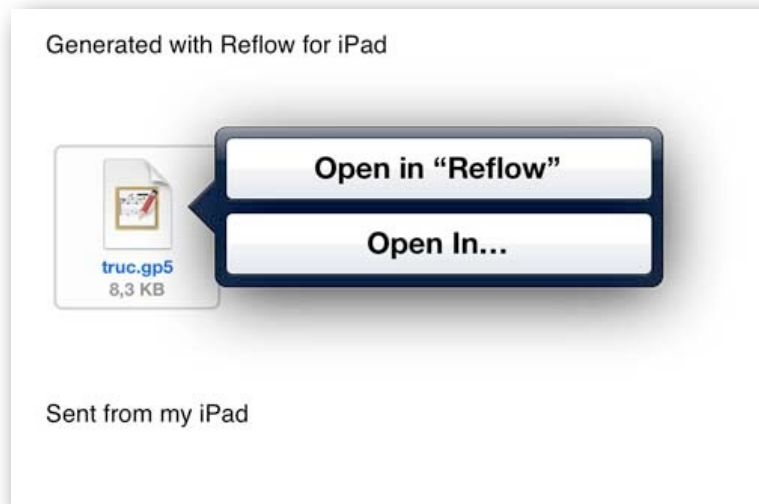 Generated with Reflow for iPad
Open in “Reflow”
Open In…
truc.gp5
8,3 KB
Sent from my iPad